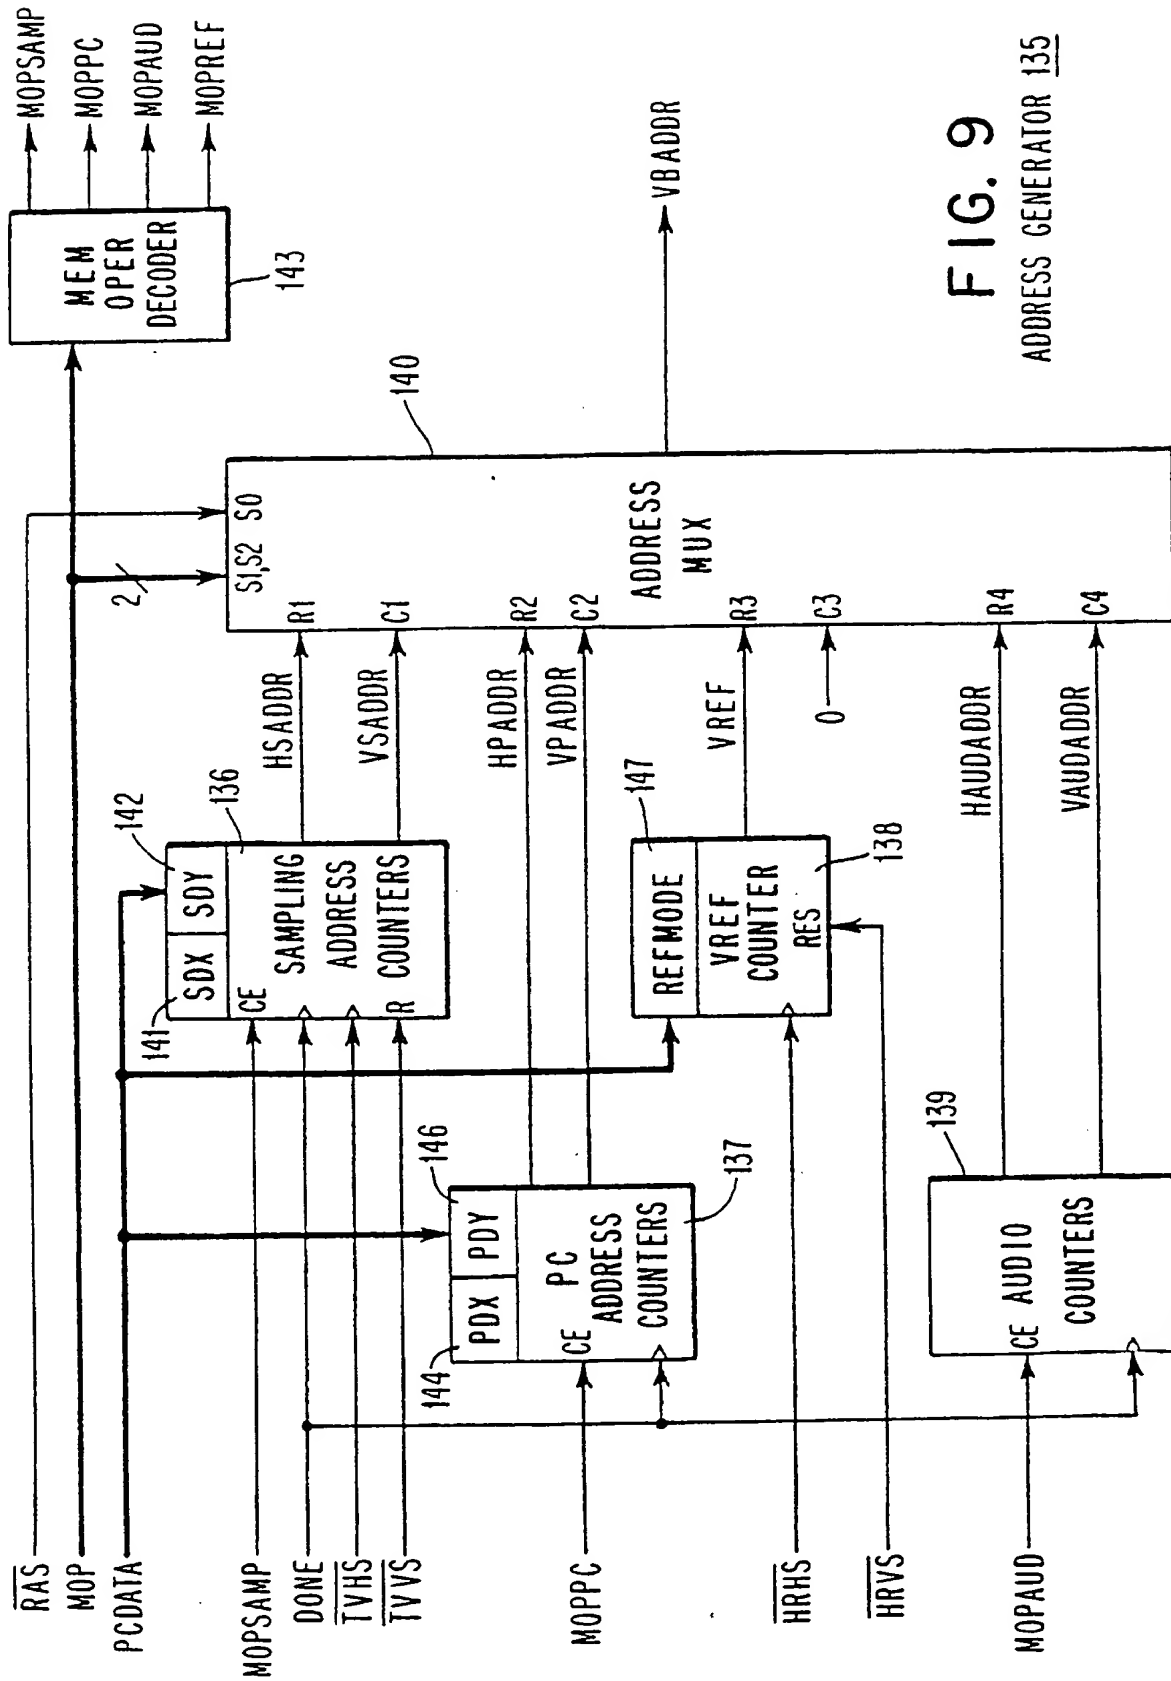 RAS
MOP
PCDATA
MOPSAMP
DONE
TVHS
TVVS
MOPPC
HRHS
HRVS
MOPAUD
141
SDX
SDY
142
136
CE
SAMPLING
ADDRESS
COUNTERS
R
144
PDX
PDY
146
CE
PC
ADDRESS
COUNTERS
137
147
REFMODE
VREF
COUNTER
RES
138
139
CE
AUDIO
COUNTERS
HSADDR
VSADDR
HPADDR
VPADDR
VREF
0
HAUDADDR
VAUDADDR
2
S1,S2
S0
R1
C1
R2
C2
R3
C3
R4
C4
ADDRESS
MUX
140
MEM
OPER
DECODER
143
MOPSAMP
MOPPC
MOPAUD
MOPREF
VBADDR
FIG. 9
ADDRESS GENERATOR 135